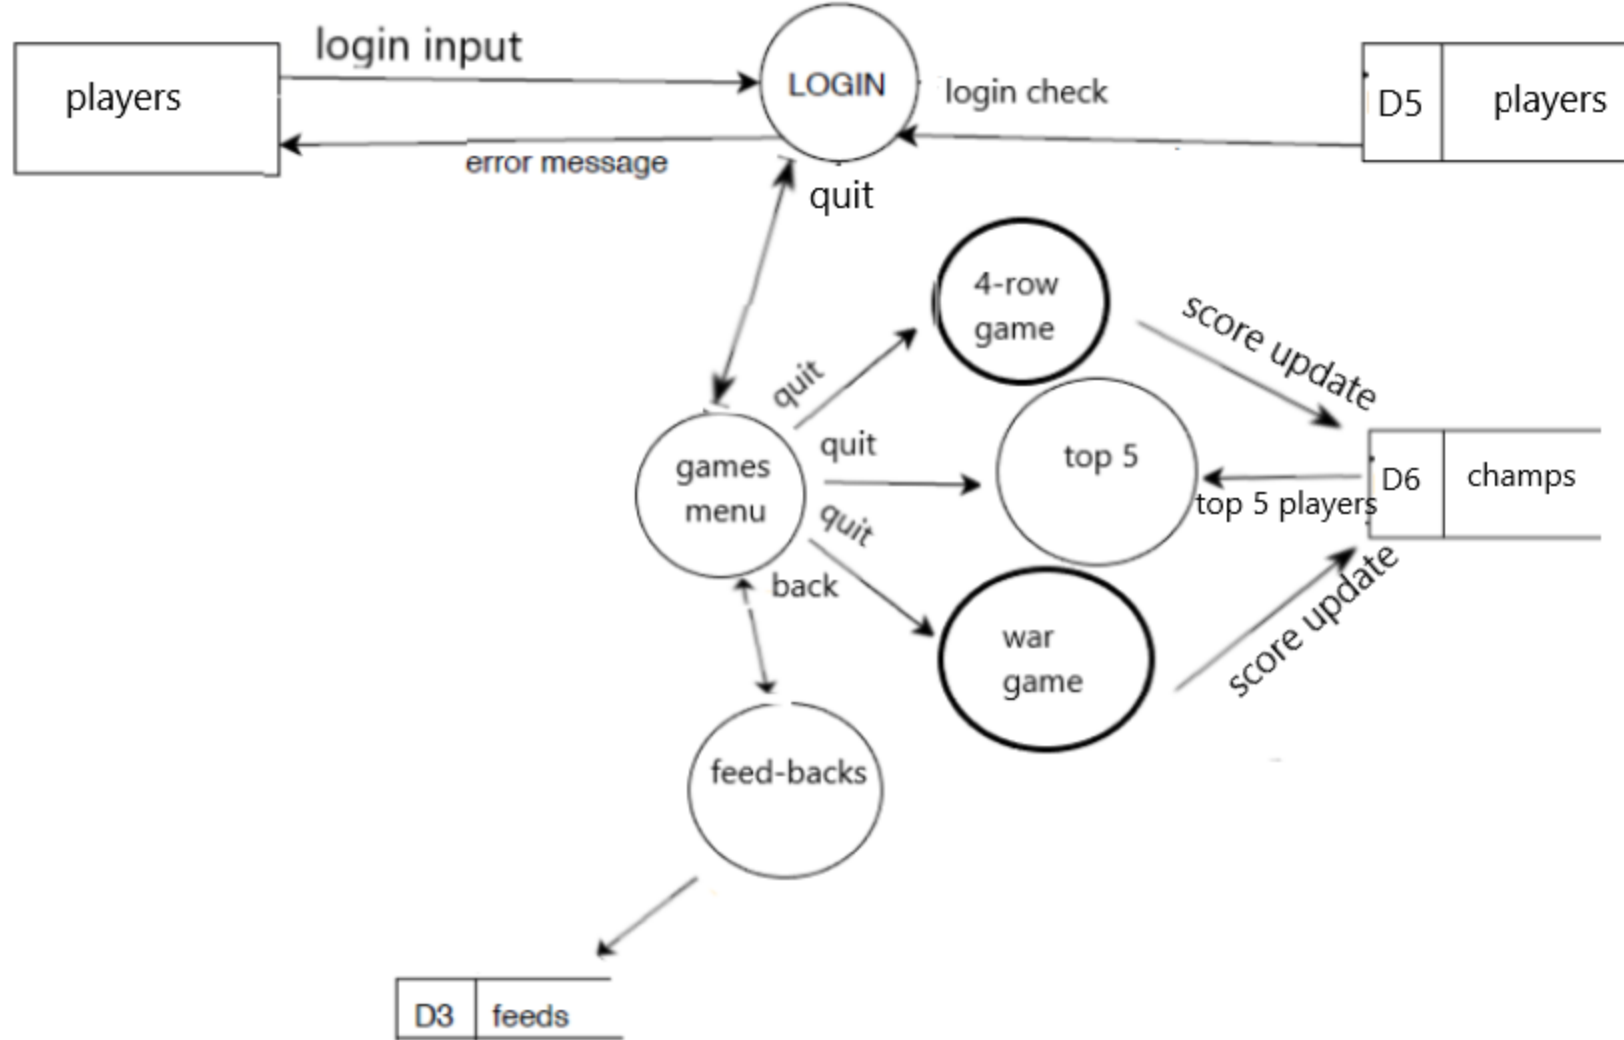 login input
players
LOGIN
login check
D5
players
error message
quit
4-row
game
score update
quit
quit
top 5
games
menu
D6
champs
top 5 players
quit
back
war
game
score update
feed-backs
D3
feeds